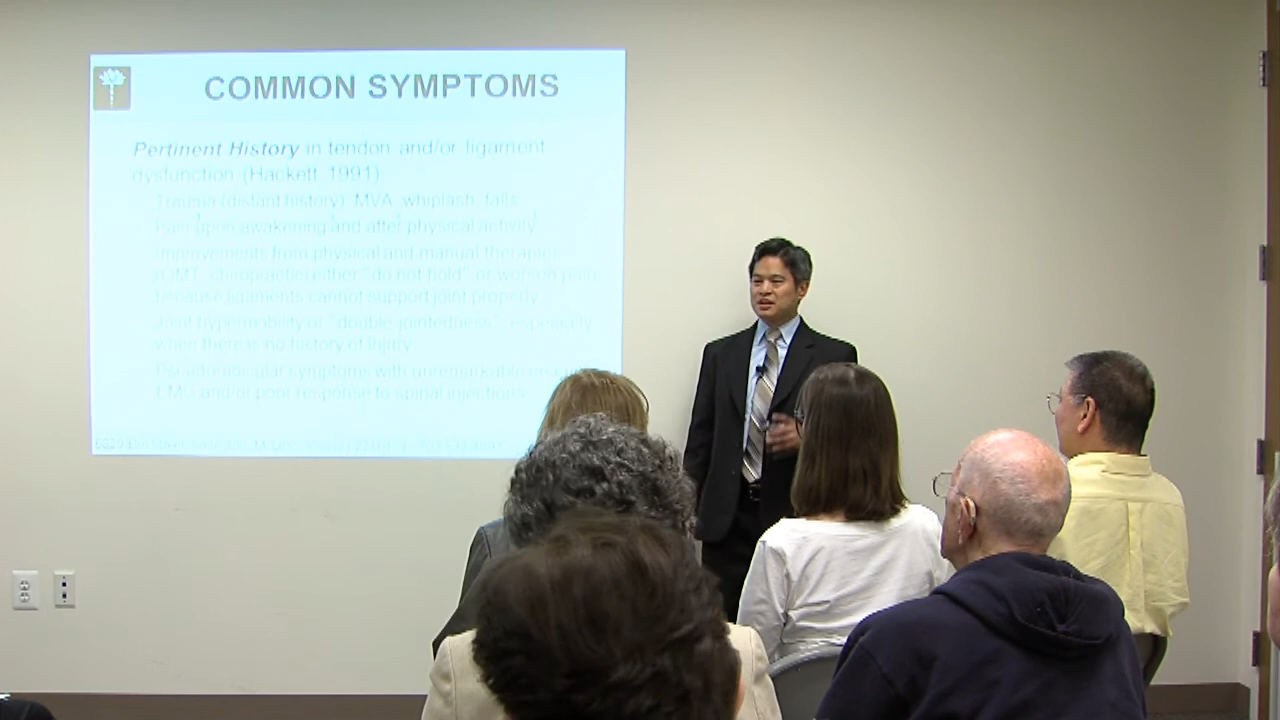 COMMON SYMPTOMS
Pertinent History in tendon and/or ligament
dysfunction (Hackett 1991)
Trauma (distant history): MVA, whiplash, falls
Pain upon awakening and after physical activity
Improvements from physical and manual therapies
(OMT, chiropractic either "do not hold" or worsen pain
because ligaments cannot support joint properly
Joint hypermobility or "double-jointedness", especially
when there is no history of injury
Pseudoradicular symptoms with unremarkable
EMG and/or poor response to spinal injections